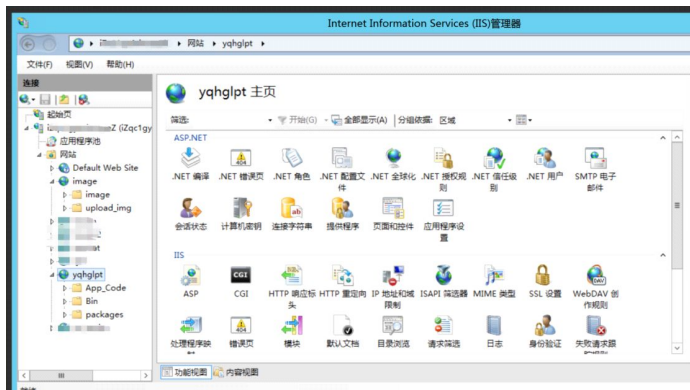 Internet Information Services (IIS)管理器
网站 yqhglpt
文件(F) 视图(V) 帮助(H)
连接
起始页
Z (iZqc1gy
应用程序池
网站
Default Web Site
image
image
upload_img
yqhglpt
App_Code
Bin
packages
yqhglpt 主页
筛选: 开始(G) 全部显示(A) 分组依据: 区域
ASP.NET
.NET 编译 .NET 错误页 .NET 角色 .NET 配置文件 .NET 全球化 .NET 授权规则 .NET 信任级别 .NET 用户 SMTP 电子邮件
会话状态 计算机密钥 连接字符串 提供程序 页面和控件 应用程序设置
IIS
ASP CGI HTTP 响应标头 HTTP 重定向 IP 地址和域限制 ISAPI 筛选器 MIME 类型 SSL 设置 WebDAV 创作规则
处理程序映 错误页 模块 默认文档 目录浏览 请求筛选 日志 身份验证 失败请求跟
功能视图 内容视图